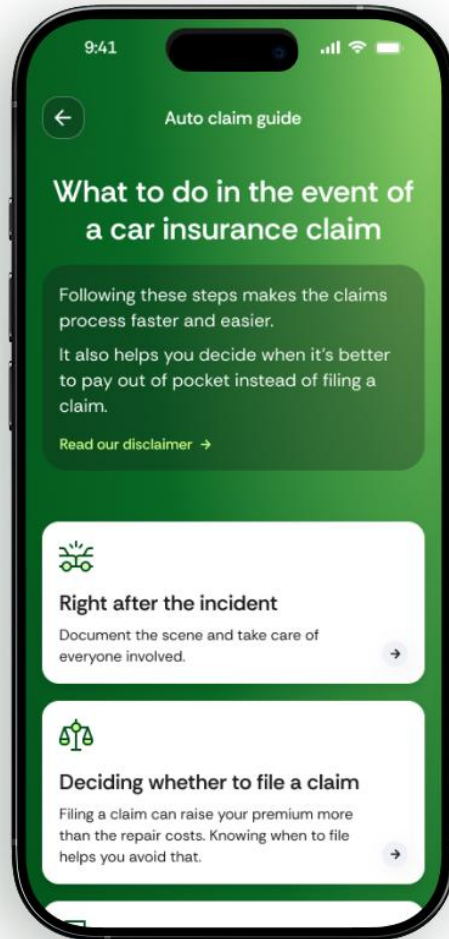 9:41
Auto claim guide
What to do in the event of
a car insurance claim
Following these steps makes the claims
process faster and easier.
It also helps you decide when it's better
to pay out of pocket instead of filing a
claim.
Read our disclaimer →
Right after the incident
Document the scene and take care of
everyone involved.
Deciding whether to file a claim
Filing a claim can raise your premium more
than the repair costs. Knowing when to file
helps you avoid that.